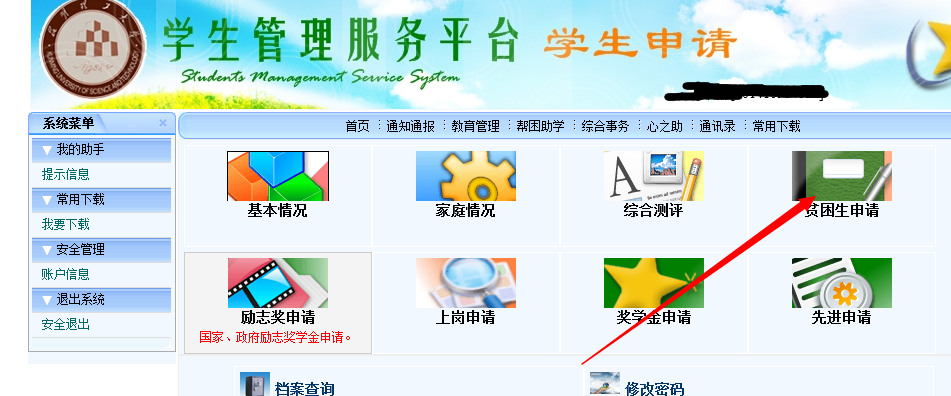 学生管理服务平台
学生申请
Students Management Service System
KUNMING UNIVERSITY OF SCIENCE AND TECHNOLOGY
系统菜单
首页 通知通报 教育管理 帮困助学 综合事务 心之助 通讯录 常用下载
我的助手
提示信息
常用下载
我要下载
安全管理
账户信息
退出系统
安全退出
基本情况 家庭情况 综合测评 贫困生申请
励志奖申请 上岗申请 奖学金申请 先进申请
国家、政府励志奖学金申请。
档案查询 修改密码